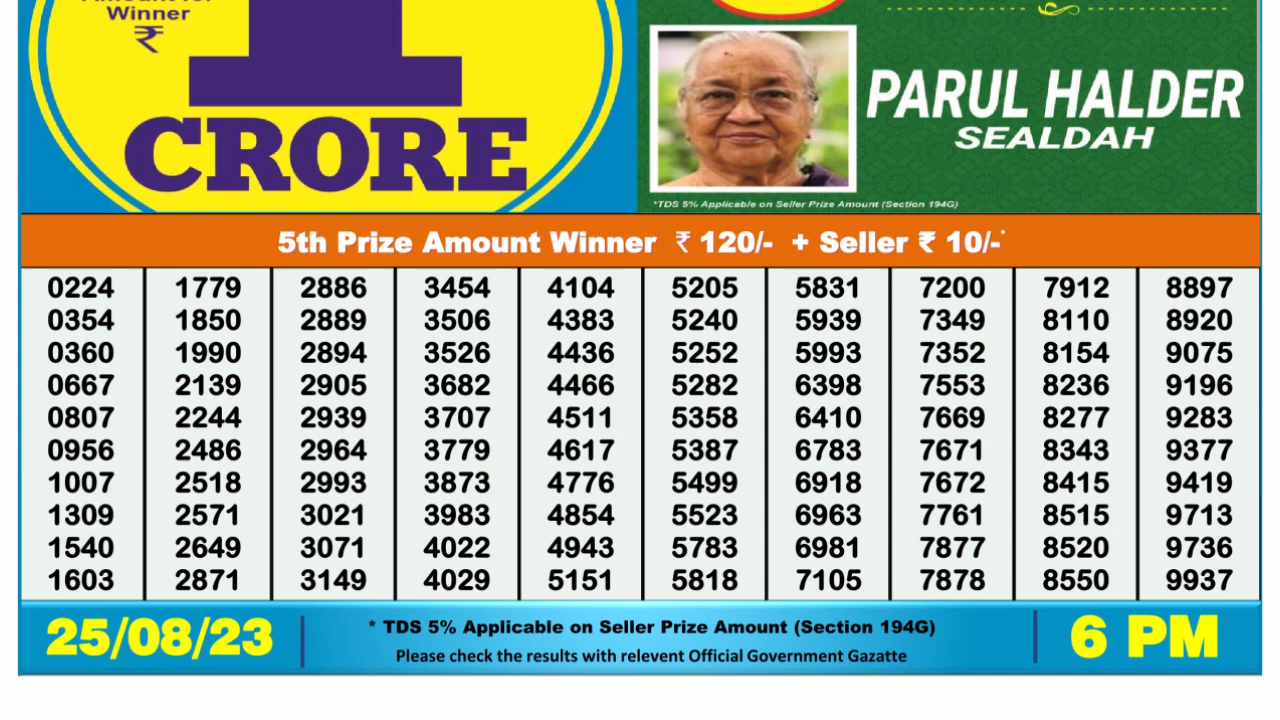 Amount for
Winner
₹
1
CRORE
PARUL HALDER
SEALDAH
*TDS 5% Applicable on Seller Prize Amount (Section 194G)
5th Prize Amount Winner ₹ 120/- + Seller ₹ 10/-*
0224 1779 2886 3454 4104 5205 5831 7200 7912 8897
0354 1850 2889 3506 4383 5240 5939 7349 8110 8920
0360 1990 2894 3526 4436 5252 5993 7352 8154 9075
0667 2139 2905 3682 4466 5282 6398 7553 8236 9196
0807 2244 2939 3707 4511 5358 6410 7669 8277 9283
0956 2486 2964 3779 4617 5387 6783 7671 8343 9377
1007 2518 2993 3873 4776 5499 6918 7672 8415 9419
1309 2571 3021 3983 4854 5523 6963 7761 8515 9713
1540 2649 3071 4022 4943 5783 6981 7877 8520 9736
1603 2871 3149 4029 5151 5818 7105 7878 8550 9937
25/08/23
* TDS 5% Applicable on Seller Prize Amount (Section 194G)
Please check the results with relevent Official Government Gazatte
6 PM